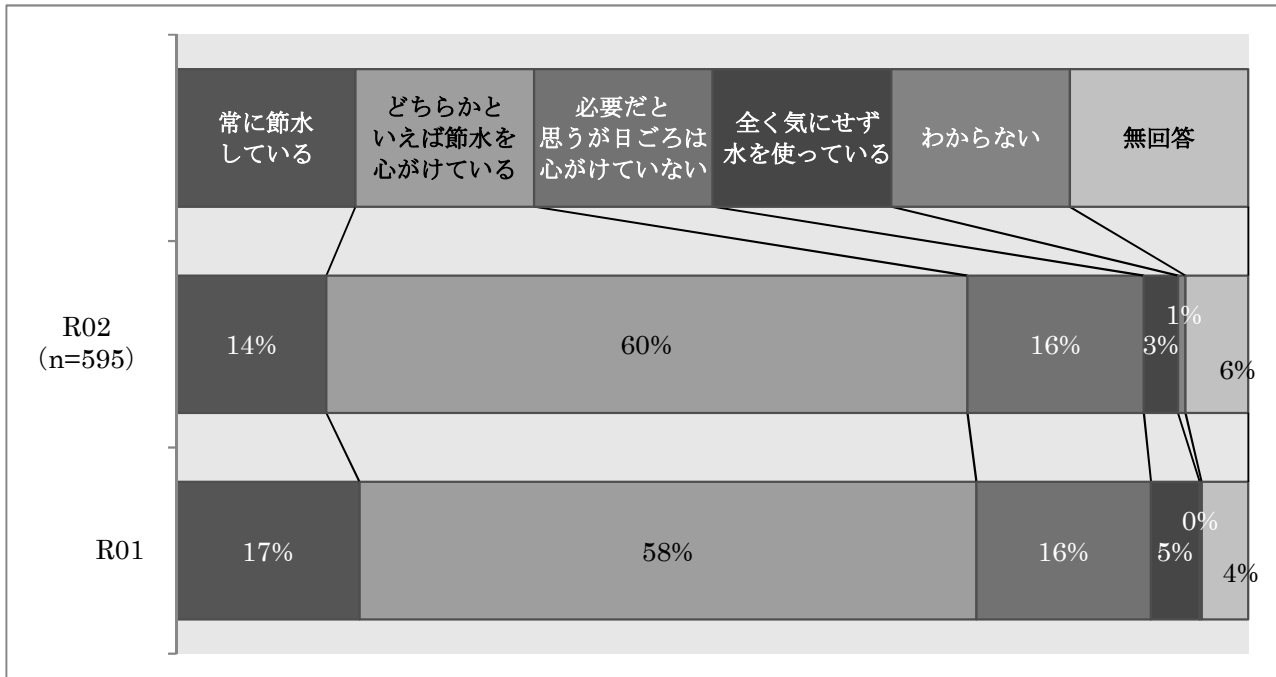 常に節水
している
どちらかと
いえば節水を
心がけている
必要だと
思うが日ごろは
心がけていない
全く気にせず
水を使っている
わからない
無回答
R02
（n=595）
14%
60%
16%
3%
1%
6%
R01
17%
58%
16%
5%
0%
4%